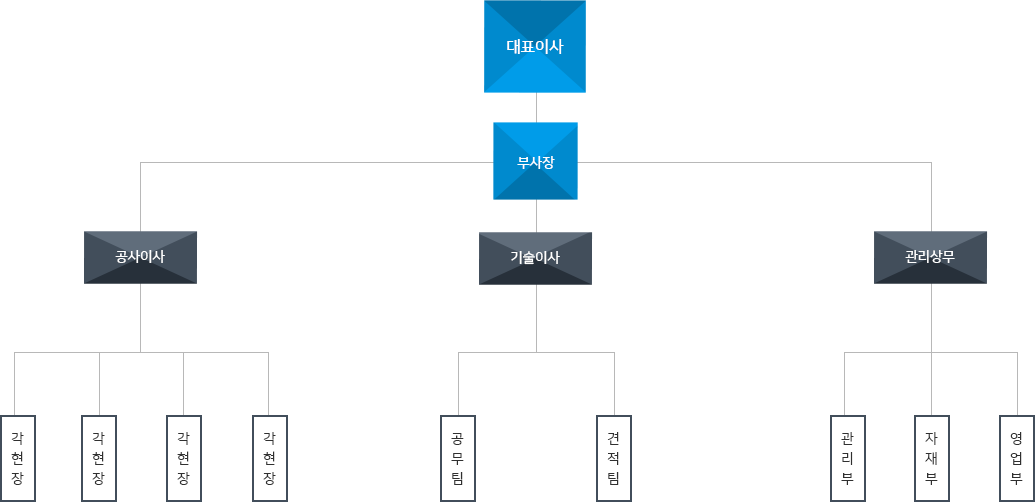 대표이사
부사장
공사이사
기술이사
관리상무
각현장
각현장
각현장
각현장
공무팀
견적팀
관리부
자재부
영업부